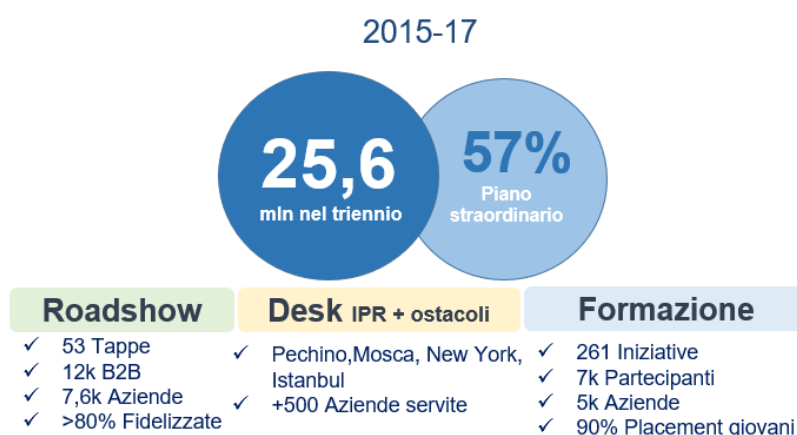 2015-17
25,6
mln nel triennio
57%
Piano
straordinario
Roadshow
✓ 53 Tappe
✓ 12k B2B
✓ 7,6k Aziende
✓ >80% Fidelizzate
Desk IPR + ostacoli
✓ Pechino,Mosca, New York,
Istanbul
✓ +500 Aziende servite
Formazione
✓ 261 Iniziative
✓ 7k Partecipanti
✓ 5k Aziende
✓ 90% Placement giovani